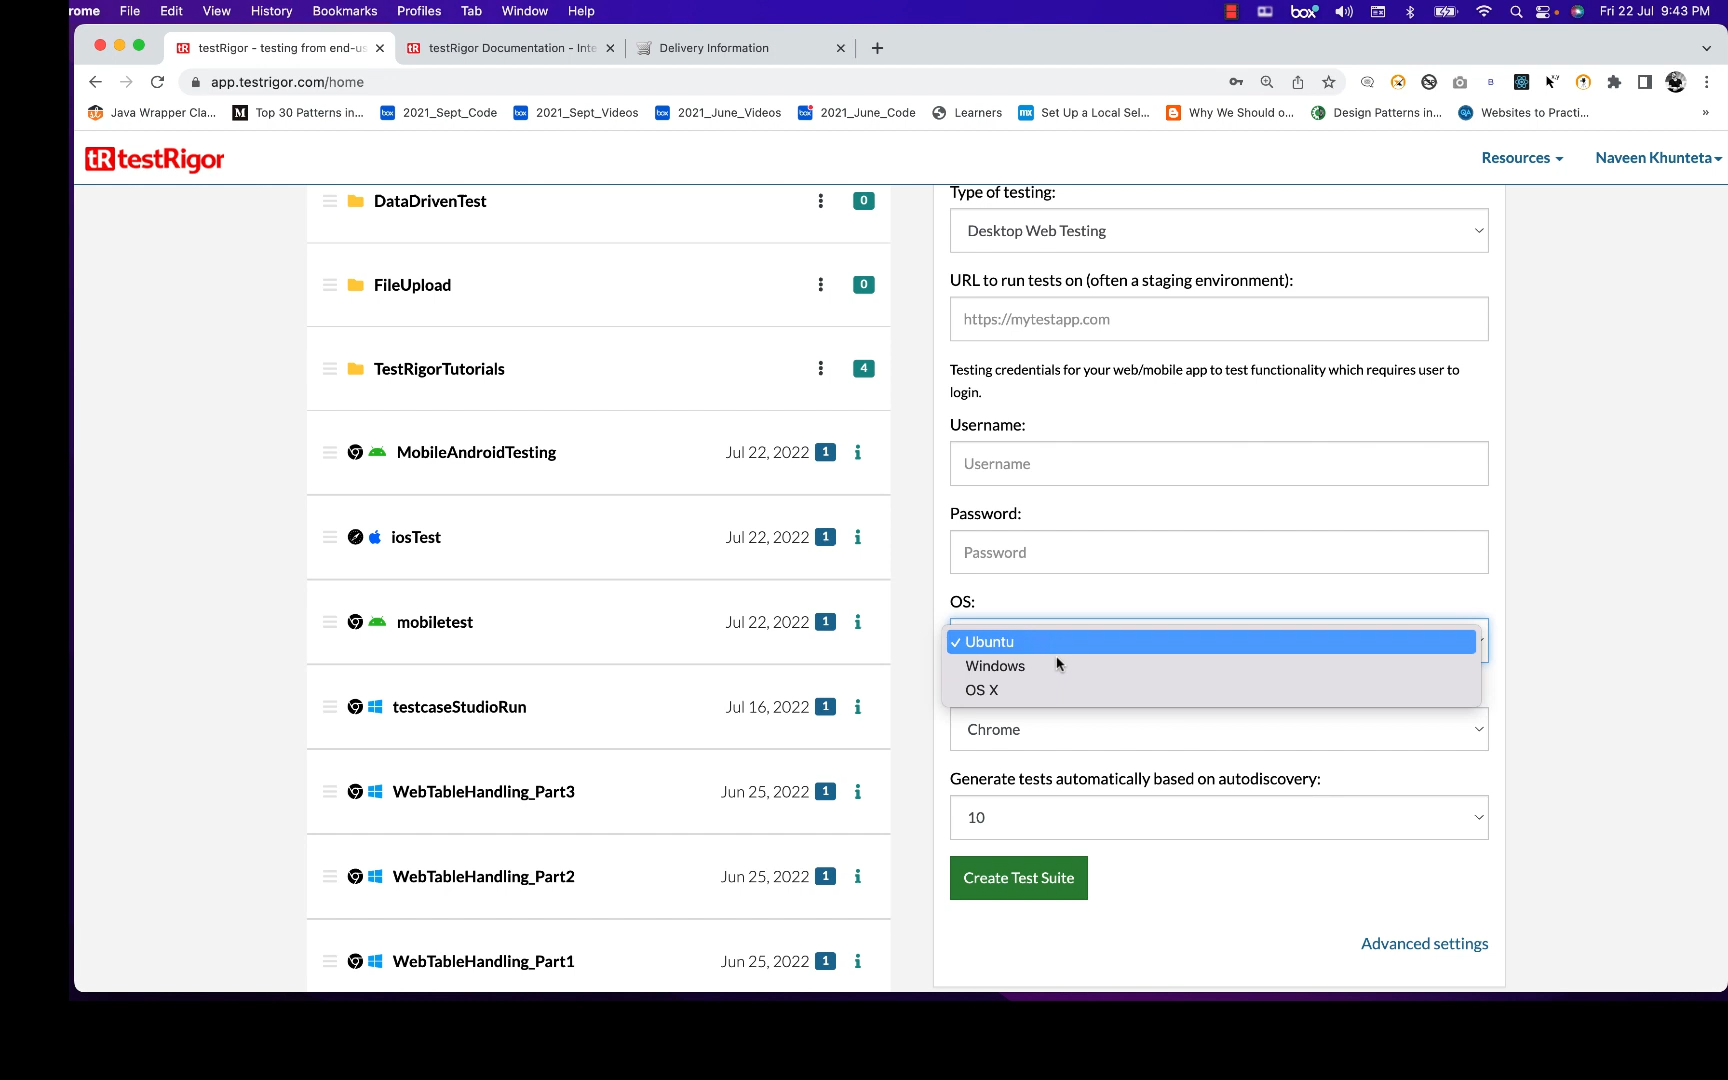 rome File Edit View History Bookmarks Profiles Tab Window Help box Fri 22 Jul 9:43 PM
testRigor - testing from end-us testRigor Documentation - Inte Delivery Information
app.testrigor.com/home
Java Wrapper Cla... Top 30 Patterns in... 2021_Sept_Code 2021_Sept_Videos 2021_June_Videos 2021_June_Code Learners Set Up a Local Sel... Why We Should o... Design Patterns in... Websites to Practi... »
tR testRigor Resources Naveen Khunteta
DataDrivenTest 0
FileUpload 0
TestRigorTutorials 4
MobileAndroidTesting Jul 22, 2022 1 i
iosTest Jul 22, 2022 1 i
mobiletest Jul 22, 2022 1 i
testcaseStudioRun Jul 16, 2022 1 i
WebTableHandling_Part3 Jun 25, 2022 1 i
WebTableHandling_Part2 Jun 25, 2022 1 i
WebTableHandling_Part1 Jun 25, 2022 1 i
Type of testing:
Desktop Web Testing
URL to run tests on (often a staging environment):
https://mytestapp.com
Testing credentials for your web/mobile app to test functionality which requires user to
login.
Username:
Username
Password:
Password
OS:
✓ Ubuntu
Windows
OS X
Chrome
Generate tests automatically based on autodiscovery:
10
Create Test Suite
Advanced settings